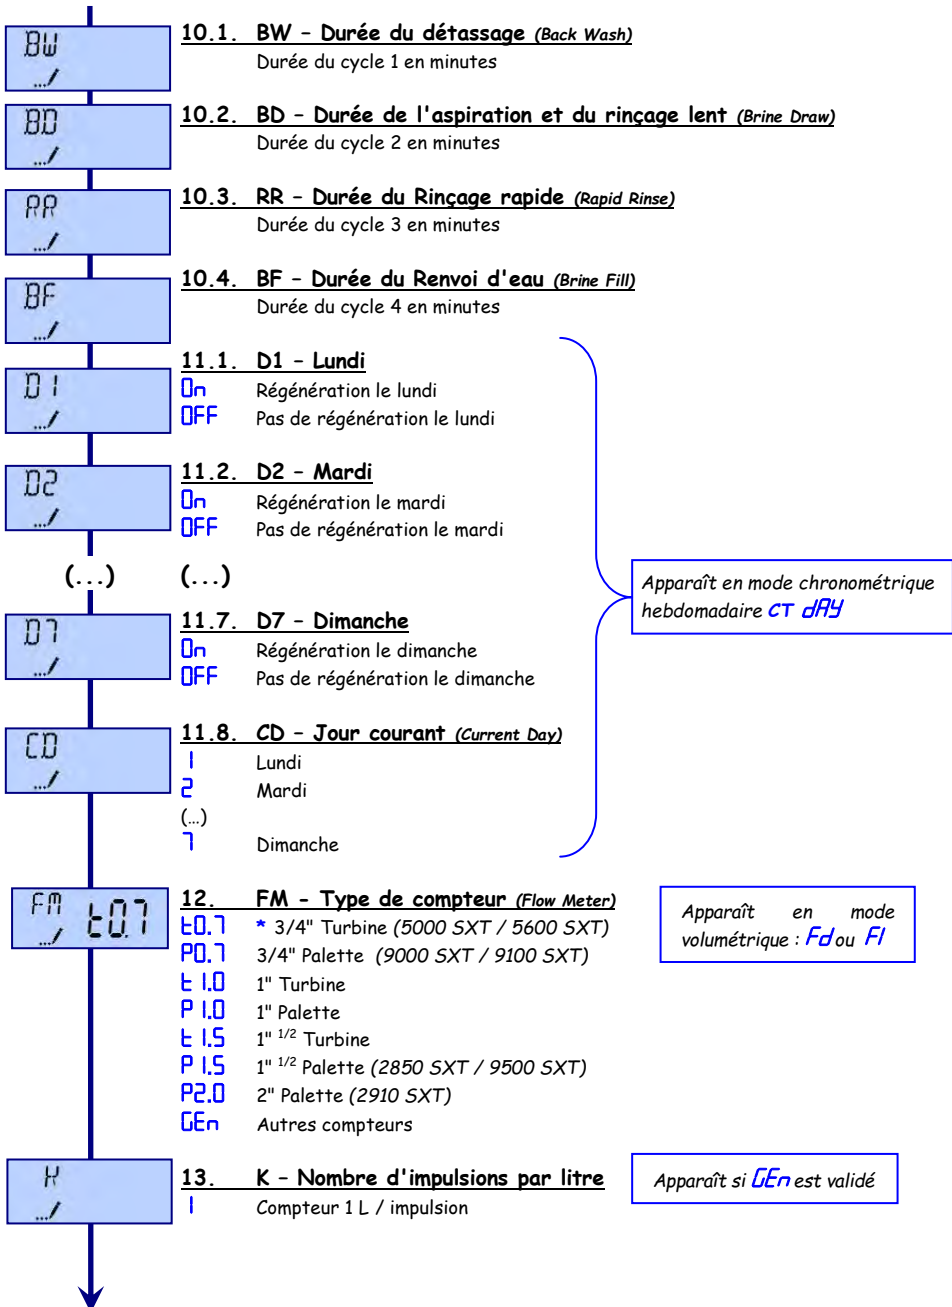 BW
.../
10.1. BW – Durée du détassage (Back Wash)
Durée du cycle 1 en minutes
BD
.../
10.2. BD – Durée de l'aspiration et du rinçage lent (Brine Draw)
Durée du cycle 2 en minutes
RR
.../
10.3. RR – Durée du Rinçage rapide (Rapid Rinse)
Durée du cycle 3 en minutes
BF
.../
10.4. BF – Durée du Renvoi d'eau (Brine Fill)
Durée du cycle 4 en minutes
D1
.../
11.1. D1 – Lundi
On Régénération le lundi
OFF Pas de régénération le lundi
D2
.../
11.2. D2 – Mardi
On Régénération le mardi
OFF Pas de régénération le mardi
(...) (...)
Apparaît en mode chronométrique
hebdomadaire CT dAY
D7
.../
11.7. D7 – Dimanche
On Régénération le dimanche
OFF Pas de régénération le dimanche
CD
.../
11.8. CD – Jour courant (Current Day)
1 Lundi
2 Mardi
(…)
7 Dimanche
FM t0.7
.../
12. FM - Type de compteur (Flow Meter)
t0.7 * 3/4" Turbine (5000 SXT / 5600 SXT)
P0.7 3/4" Palette (9000 SXT / 9100 SXT)
t1.0 1" Turbine
P1.0 1" Palette
t1.5 1" 1/2 Turbine
P1.5 1" 1/2 Palette (2850 SXT / 9500 SXT)
P2.0 2" Palette (2910 SXT)
GEn Autres compteurs
Apparaît en mode
volumétrique : Fd ou FI
K
.../
13. K – Nombre d'impulsions par litre
1 Compteur 1 L / impulsion
Apparaît si GEn est validé